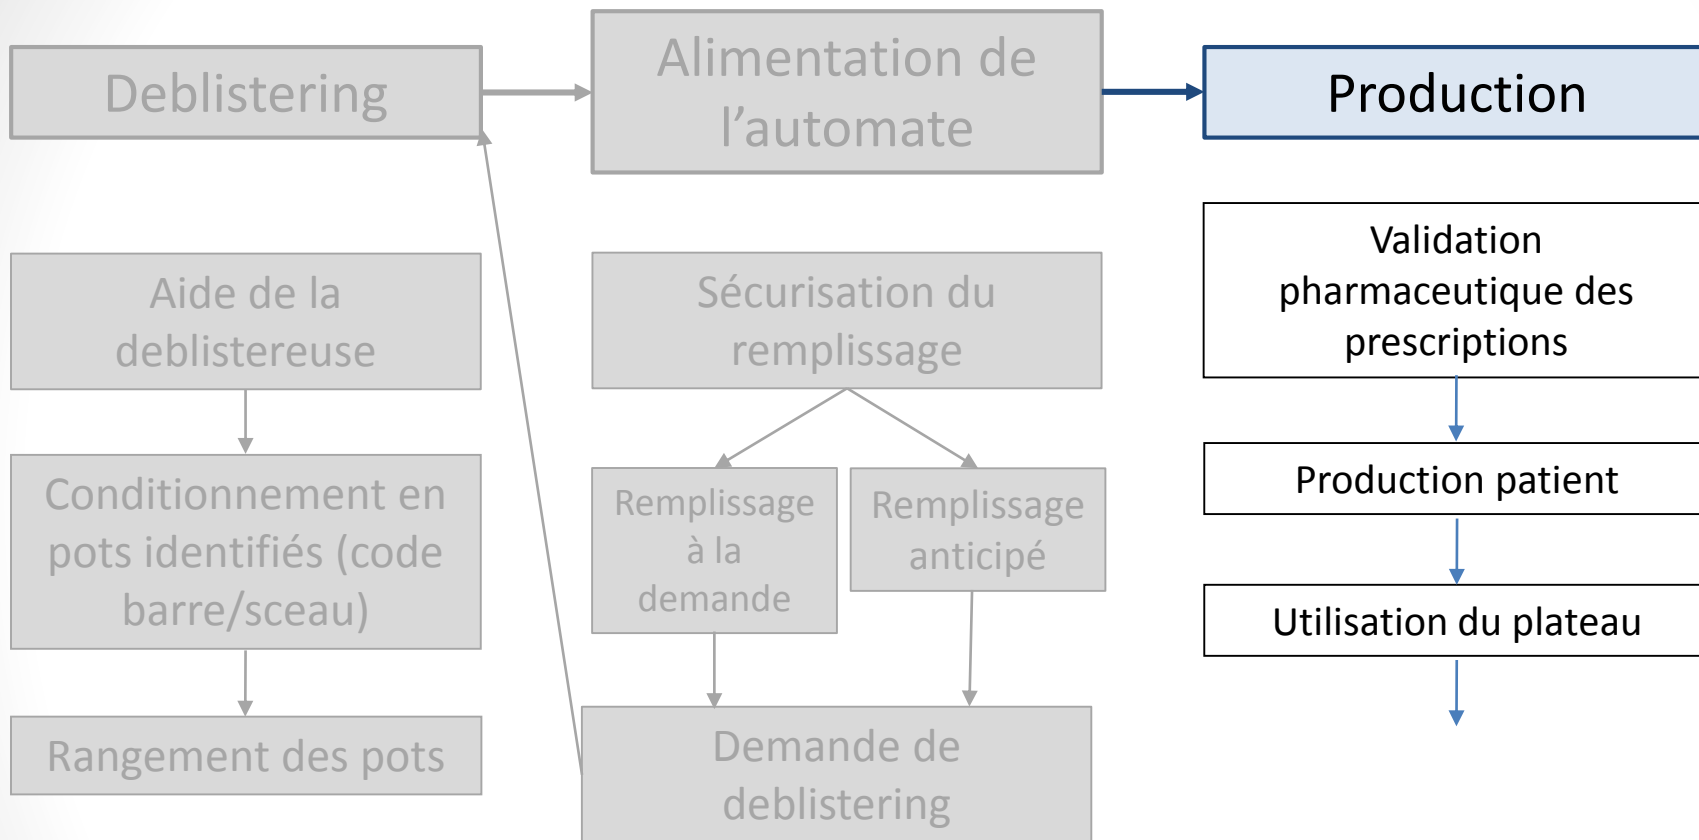 Deblistering
Alimentation de
l’automate
Production
Aide de la
deblistereuse
Conditionnement en
pots identifiés (code
barre/sceau)
Rangement des pots
Sécurisation du
remplissage
Remplissage
à la
demande
Remplissage
anticipé
Demande de
deblistering
Validation
pharmaceutique des
prescriptions
Production patient
Utilisation du plateau